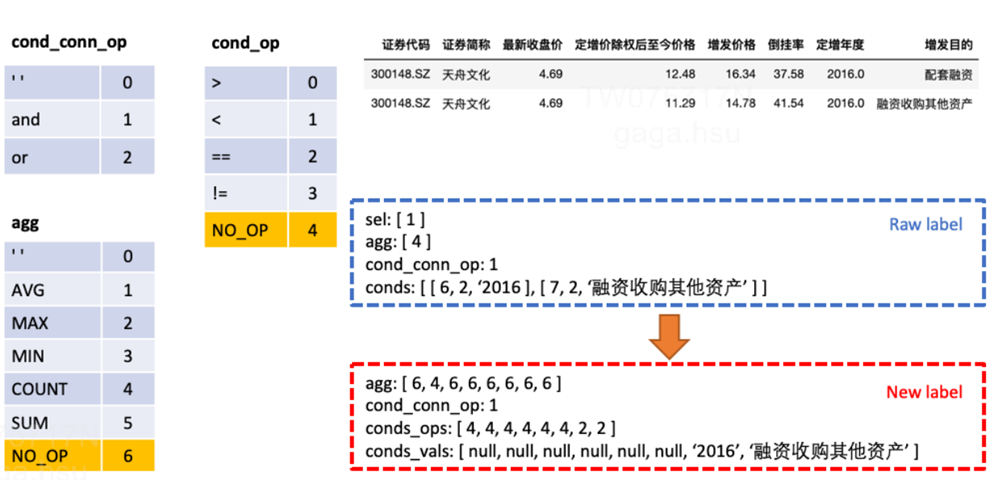 cond_conn_op
' ' 0
and 1
or 2
agg
' ' 0
AVG 1
MAX 2
MIN 3
COUNT 4
SUM 5
NO_OP 6
cond_op
> 0
< 1
== 2
!= 3
NO_OP 4
证券代码 证券简称 最新收盘价 定增价除权后至今价格 增发价格 倒挂率 定增年度 增发目的
300148.SZ 天舟文化 4.69 12.48 16.34 37.58 2016.0 配套融资
300148.SZ 天舟文化 4.69 11.29 14.78 41.54 2016.0 融资收购其他资产
TW075717N
gaga.hsu
Raw label
sel: [ 1 ]
agg: [ 4 ]
cond_conn_op: 1
conds: [ [ 6, 2, ‘2016 ], [ 7, 2, ‘融资收购其他资产’ ] ]
New label
agg: [ 6, 4, 6, 6, 6, 6, 6, 6 ]
cond_conn_op: 1
conds_ops: [ 4, 4, 4, 4, 4, 4, 2, 2 ]
conds_vals: [ null, null, null, null, null, null, ‘2016’, ‘融资收购其他资产’ ]